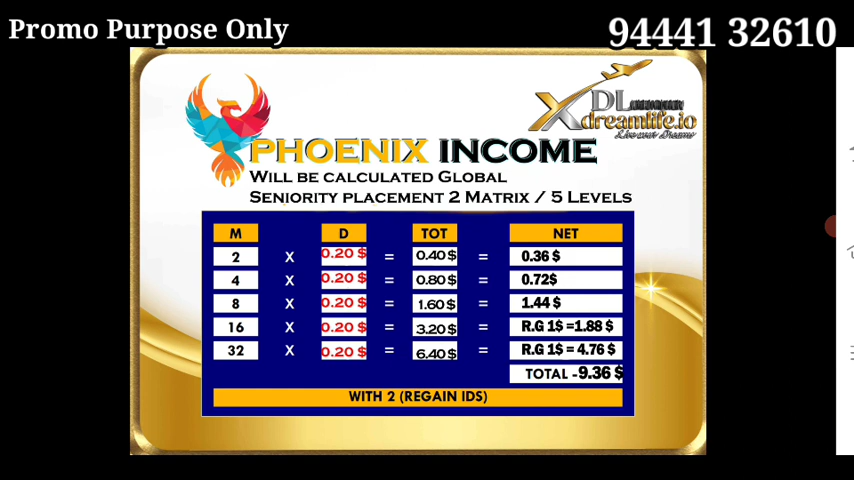 Promo Purpose Only
94441 32610
XDL
dreamlife.io
Live your Dreams
PHOENIX INCOME
WILL BE CALCULATED GLOBAL
SENIORITY PLACEMENT 2 MATRIX / 5 LEVELS
M D TOT NET
2 X 0.20 $ = 0.40$ = 0.36 $
4 X 0.20 $ = 0.80$ = 0.72$
8 X 0.20 $ = 1.60$ = 1.44 $
16 X 0.20 $ = 3.20$ = R.G 1$ =1.88 $
32 X 0.20 $ = 6.40$ = R.G 1$ = 4.76 $
TOTAL -9.36 $
WITH 2 (REGAIN IDS)